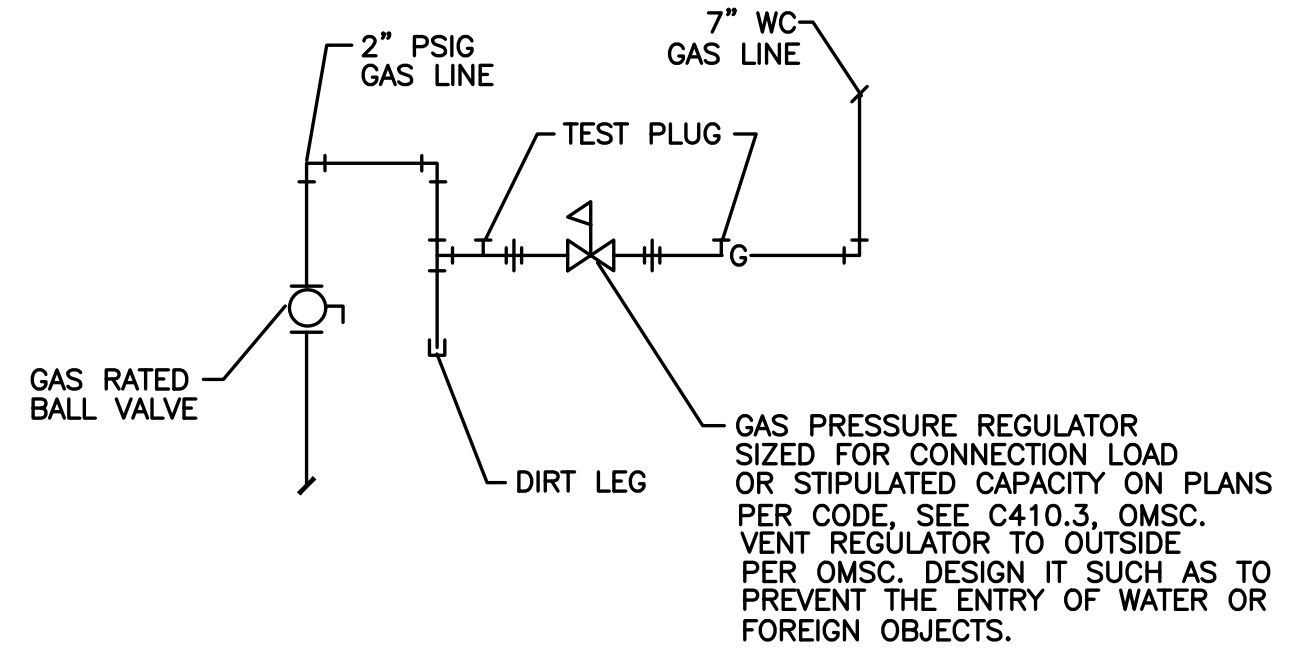 7” WC
GAS LINE
2” PSIG
GAS LINE
TEST PLUG
G
GAS RATED
BALL VALVE
DIRT LEG
GAS PRESSURE REGULATOR
SIZED FOR CONNECTION LOAD
OR STIPULATED CAPACITY ON PLANS
PER CODE, SEE C410.3, OMSC.
VENT REGULATOR TO OUTSIDE
PER OMSC. DESIGN IT SUCH AS TO
PREVENT THE ENTRY OF WATER OR
FOREIGN OBJECTS.